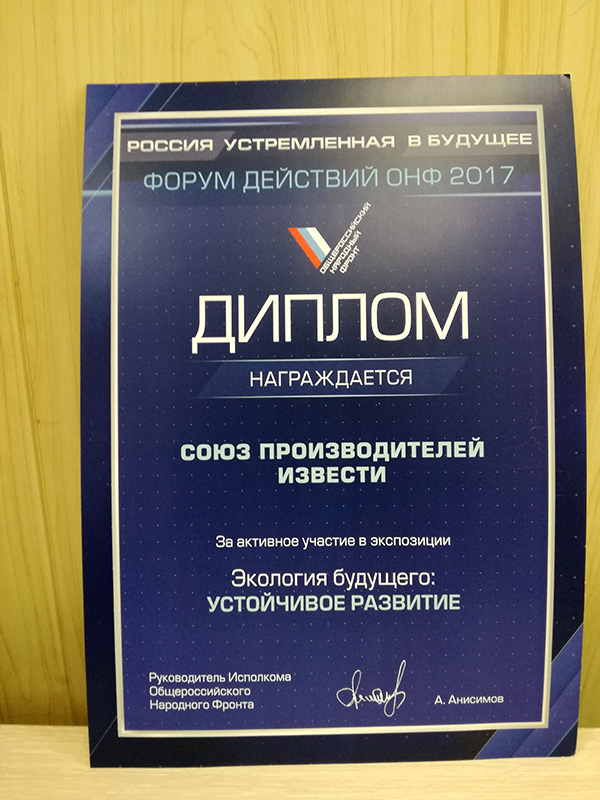 РОССИЯ УСТРЕМЛЕННАЯ В БУДУЩЕЕ
ФОРУМ ДЕЙСТВИЙ ОНФ 2017
ОБЩЕРОССИЙСКИЙ
НАРОДНЫЙ
ФРОНТ
ДИПЛОМ
НАГРАЖДАЕТСЯ
СОЮЗ ПРОИЗВОДИТЕЛЕЙ
ИЗВЕСТИ
За активное участие в экспозиции
Экология будущего:
УСТОЙЧИВОЕ РАЗВИТИЕ
Руководитель Исполкома
Общероссийского
Народного Фронта
А. Анисимов